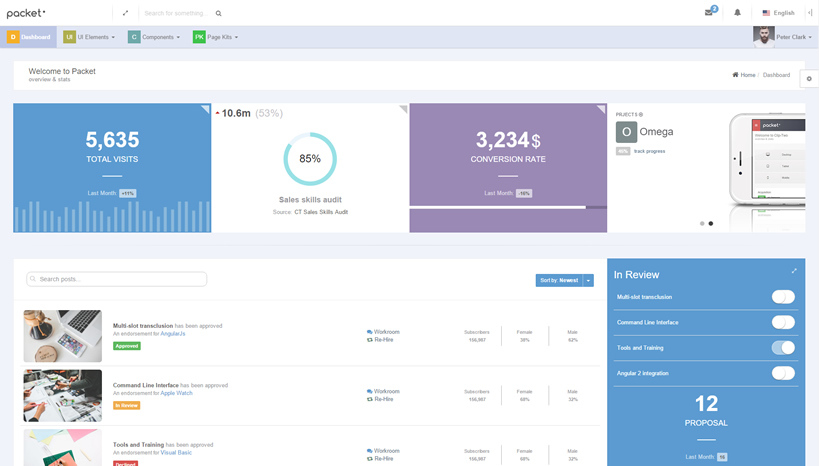 packet
Search for something...
2
English
D Dashboard
UI UI Elements
C Components
PK Page Kits
Peter Clark
Welcome to Packet
overview & stats
Home / Dashboard
5,635
TOTAL VISITS
Last Month +11%
10.6m (53%)
85%
Sales skills audit
Source: CT Sales Skills Audit
3,234 $
CONVERSION RATE
Last Month -10%
PROJECTS
O Omega
track progress
packet
Search posts...
Sort by: Newest
Multi-slot transclusion has been approved
An endorsement for AngularJs
Approved
Workroom
Re-Hire
Subscribers Female Male
156,987 38% 62%
Command Line Interface has been approved
An endorsement for Apple Watch
In Review
Workroom
Re-Hire
Subscribers Female Male
156,987 68% 32%
Tools and Training has been approved
An endorsement for Visual Basic
Declined
Workroom
Re-Hire
Subscribers Female Male
156,987 68% 32%
In Review
Multi-slot transclusion
Command Line Interface
Tools and Training
Angular 2 integration
12
PROPOSAL
Last Month 16